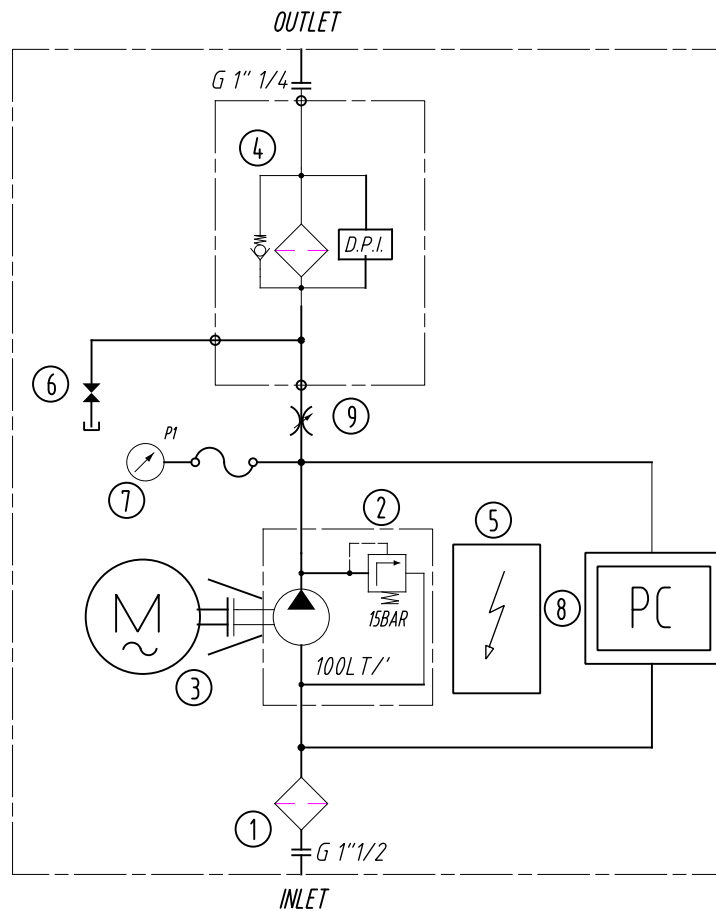 OUTLET
G 1" 1/4
4
D.P.I.
6
9
P1
7
2
5
M
15BAR
8
PC
100LT/'
3
1
G 1"1/2
INLET